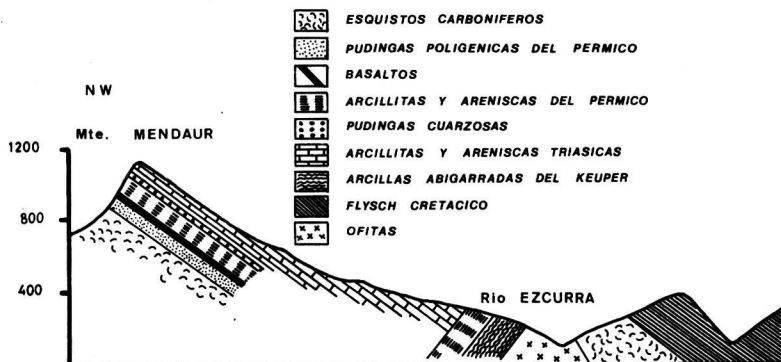 ESQUISTOS CARBONIFEROS
PUDINGAS POLIGENICAS DEL PERMICO
BASALTOS
ARCILLITAS Y ARENISCAS DEL PERMICO
PUDINGAS CUARZOSAS
ARCILLITAS Y ARENISCAS TRIASICAS
ARCILLAS ABIGARRADAS DEL KEUPER
FLYSCH CRETACICO
OFITAS
NW
Mte. MENDAUR
1200
800
400
Rio EZCURRA